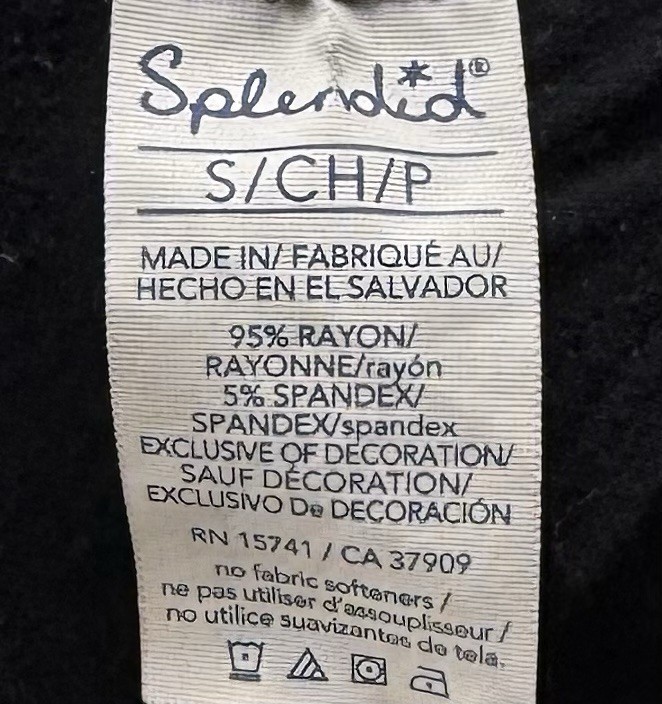 Splendid®
S/CH/P
MADE IN/ FABRIQUÉ AU/
HECHO EN EL SALVADOR
95% RAYON/
RAYONNE/rayón
5% SPANDEX/
SPANDEX/spandex
EXCLUSIVE OF DECORATION/
SAUF DÉCORATION/
EXCLUSIVO De DECORACIÓN
RN 15741 / CA 37909
no fabric softeners /
ne pas utiliser d'assouplisseur /
no utilice suavizantes de tela.